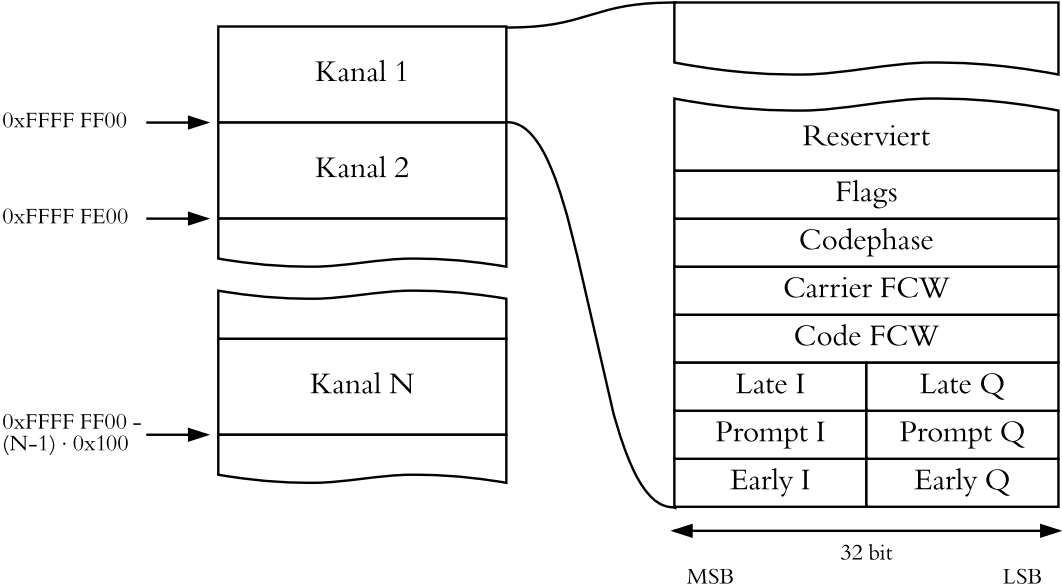 Kanal 1
0xFFFF FF00
Kanal 2
0xFFFF FE00
Kanal N
0xFFFF FF00 -
(N-1) · 0x100
Reserviert
Flags
Codephase
Carrier FCW
Code FCW
Late I Late Q
Prompt I Prompt Q
Early I Early Q
32 bit
MSB LSB